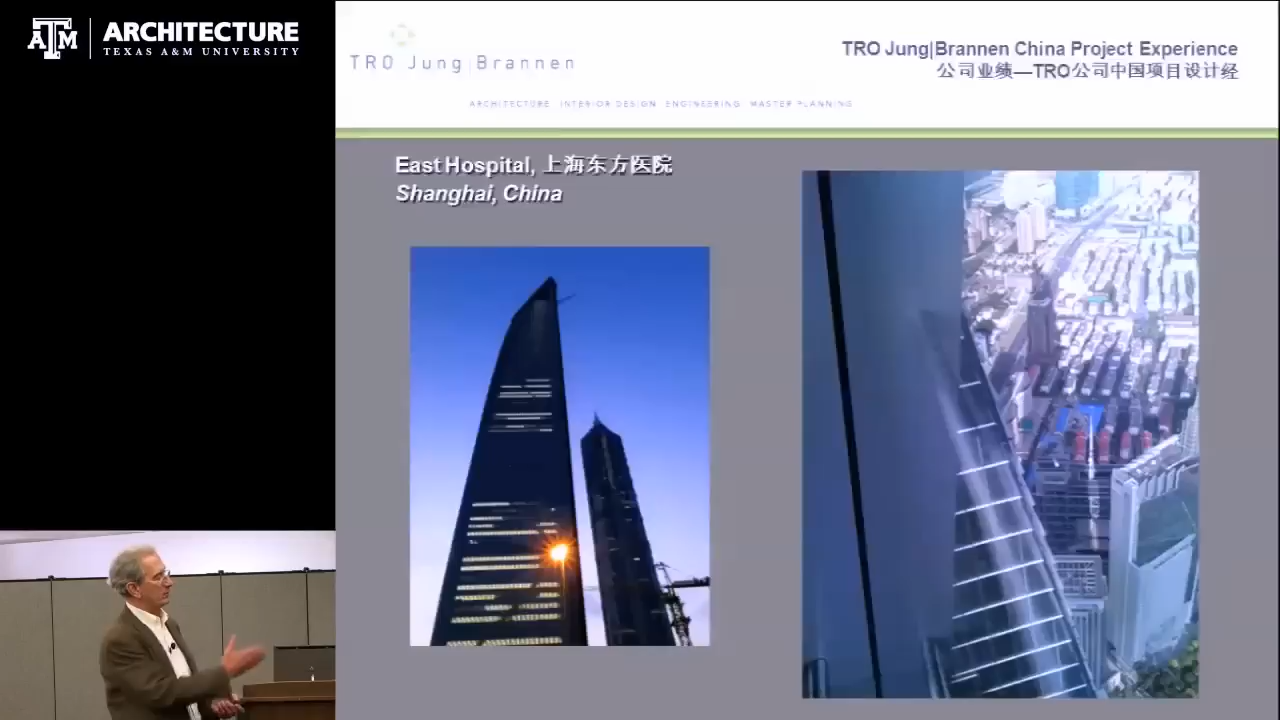 ATM ARCHITECTURE
TEXAS A&M UNIVERSITY
TRO Jung|Brannen
TRO Jung|Brannen China Project Experience
公司业绩—TRO公司中国项目设计经
ARCHITECTURE INTERIOR DESIGN ENGINEERING MASTER PLANNING
East Hospital, 上海东方医院
Shanghai, China